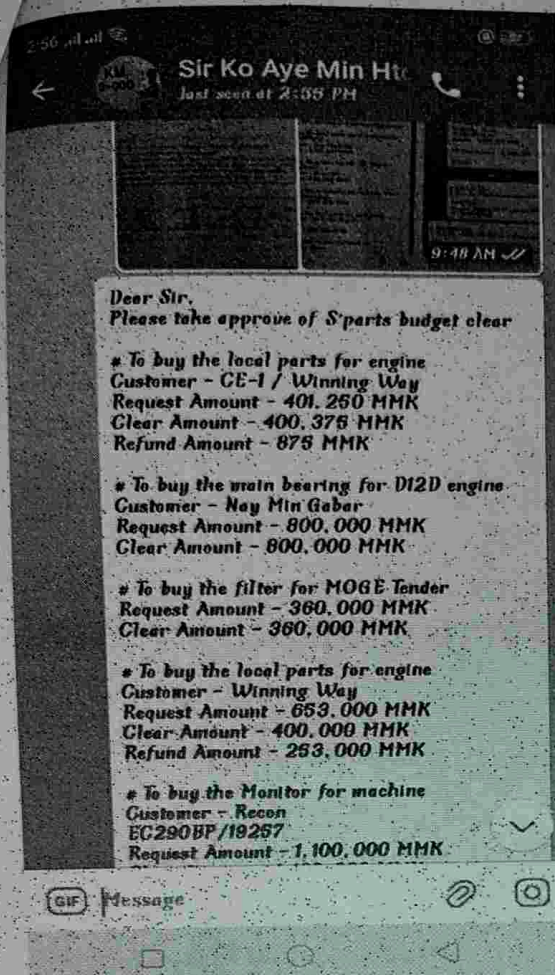 2:56
Sir Ko Aye Min Ht
last seen at 2:55 PM
9:48 AM
Dear Sir.
Please take approve of S'parts budget clear
# To buy the local parts for engine
Customer - CE-1 / Winning Way
Request Amount - 401,250 MMK
Clear Amount - 400,375 MMK
Refund Amount - 875 MMK
# To buy the main bearing for D12D engine
Customer - Nay Min Gabar
Request Amount - 800,000 MMK
Clear Amount - 800,000 MMK
# To buy the filter for MOGE Tender
Request Amount - 360,000 MMK
Clear Amount - 360,000 MMK
# To buy the local parts for engine
Customer - Winning Way
Request Amount - 653,000 MMK
Clear Amount - 400,000 MMK
Refund Amount - 253,000 MMK
# To buy the Monitor for machine
Customer - Recon
EC290BP/19257
Request Amount - 1,100,000 MMK
GIF Message